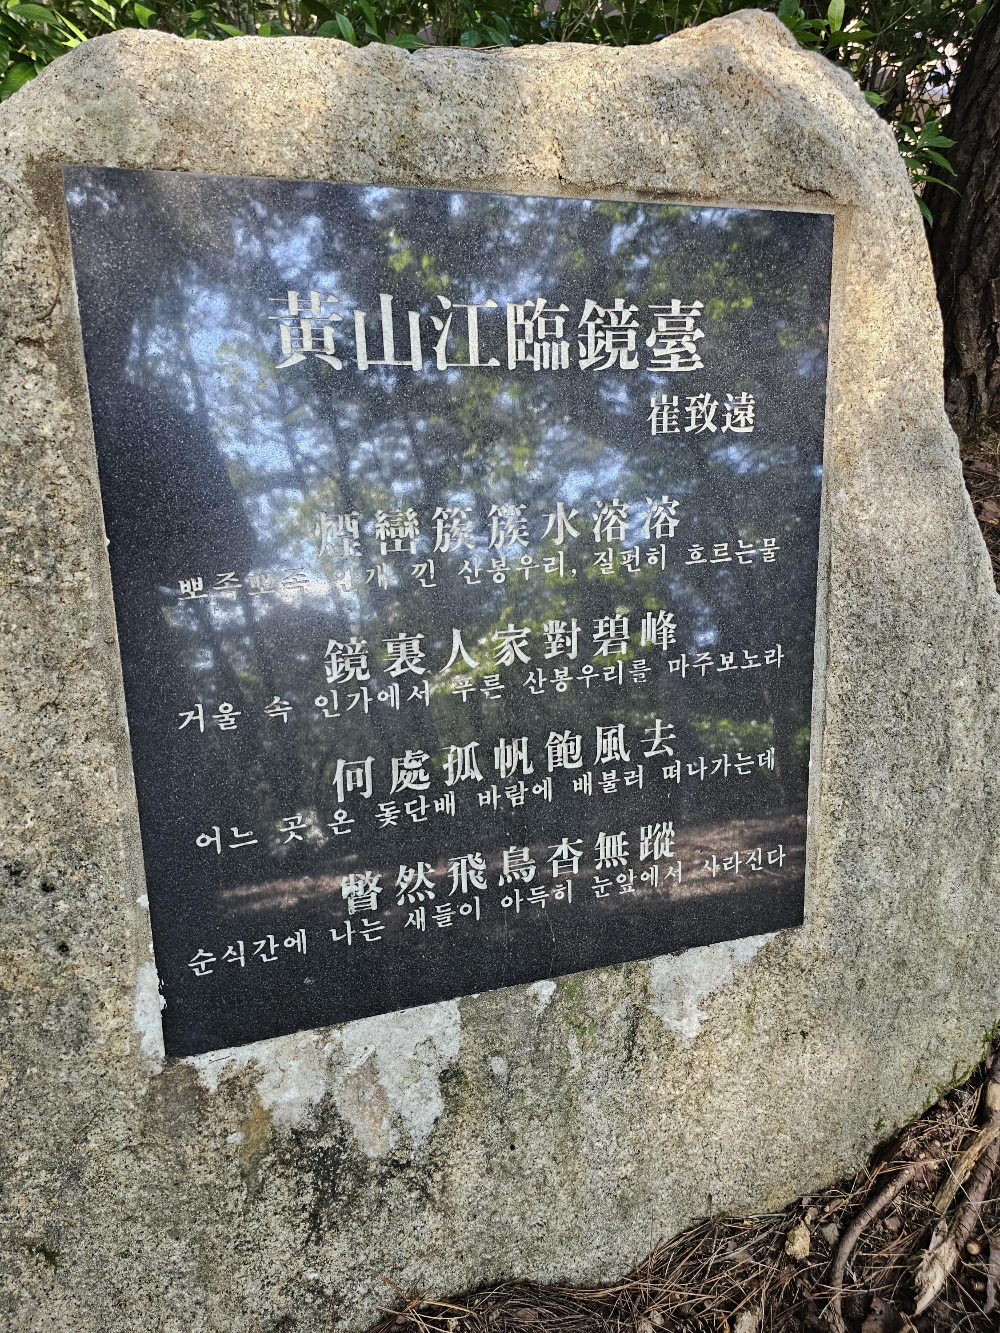 黃山江臨鏡臺
崔致遠
煙巒簇簇水溶溶
뾰족뾰족 안개 낀 산봉우리, 질펀히 흐르는물
鏡裏人家對碧峰
거울 속 인가에서 푸른 산봉우리를 마주보노라
何處孤帆飽風去
어느 곳 온 돛단배 바람에 배불러 떠나가는데
瞥然飛鳥杳無蹤
순식간에 나는 새들이 아득히 눈앞에서 사라진다